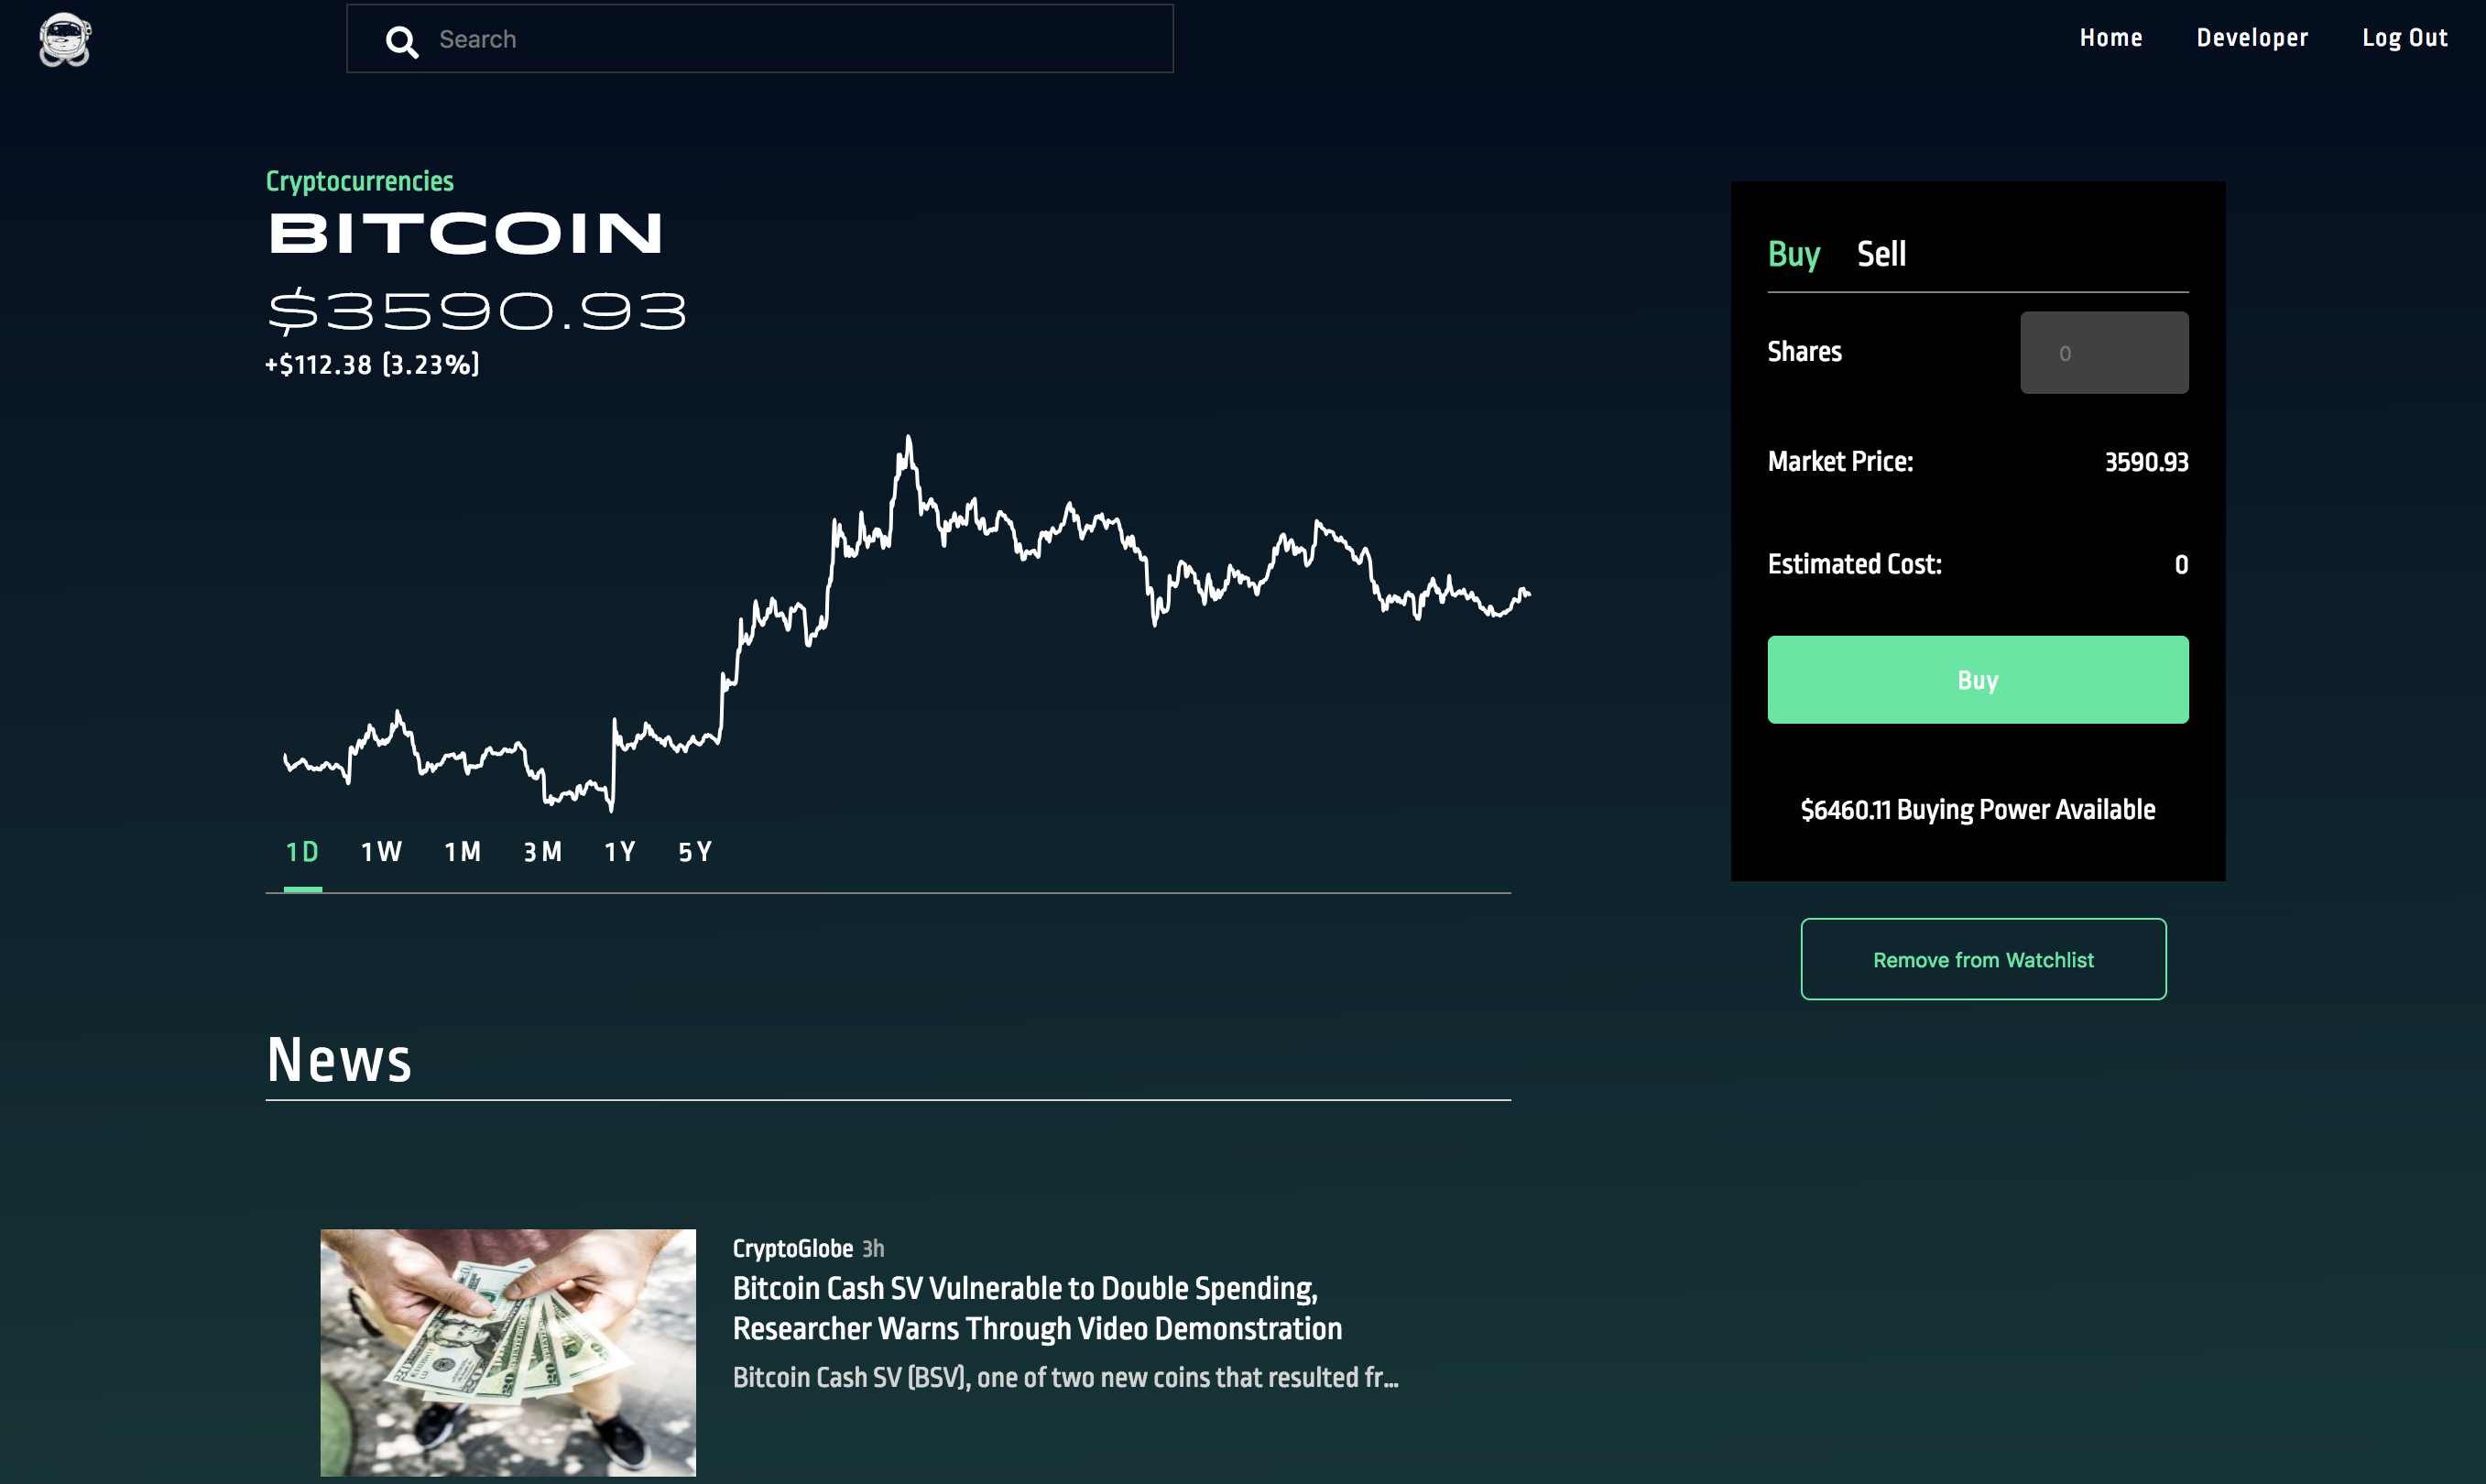 Search
Home Developer Log Out
Cryptocurrencies
BITCOIN
$3590.93
+$112.38 (3.23%)
1D 1W 1M 3M 1Y 5Y
Buy Sell
Shares 0
Market Price: 3590.93
Estimated Cost: 0
Buy
$6460.11 Buying Power Available
Remove from Watchlist
News
CryptoGlobe 3h
Bitcoin Cash SV Vulnerable to Double Spending,
Researcher Warns Through Video Demonstration
Bitcoin Cash SV (BSV), one of two new coins that resulted fr...